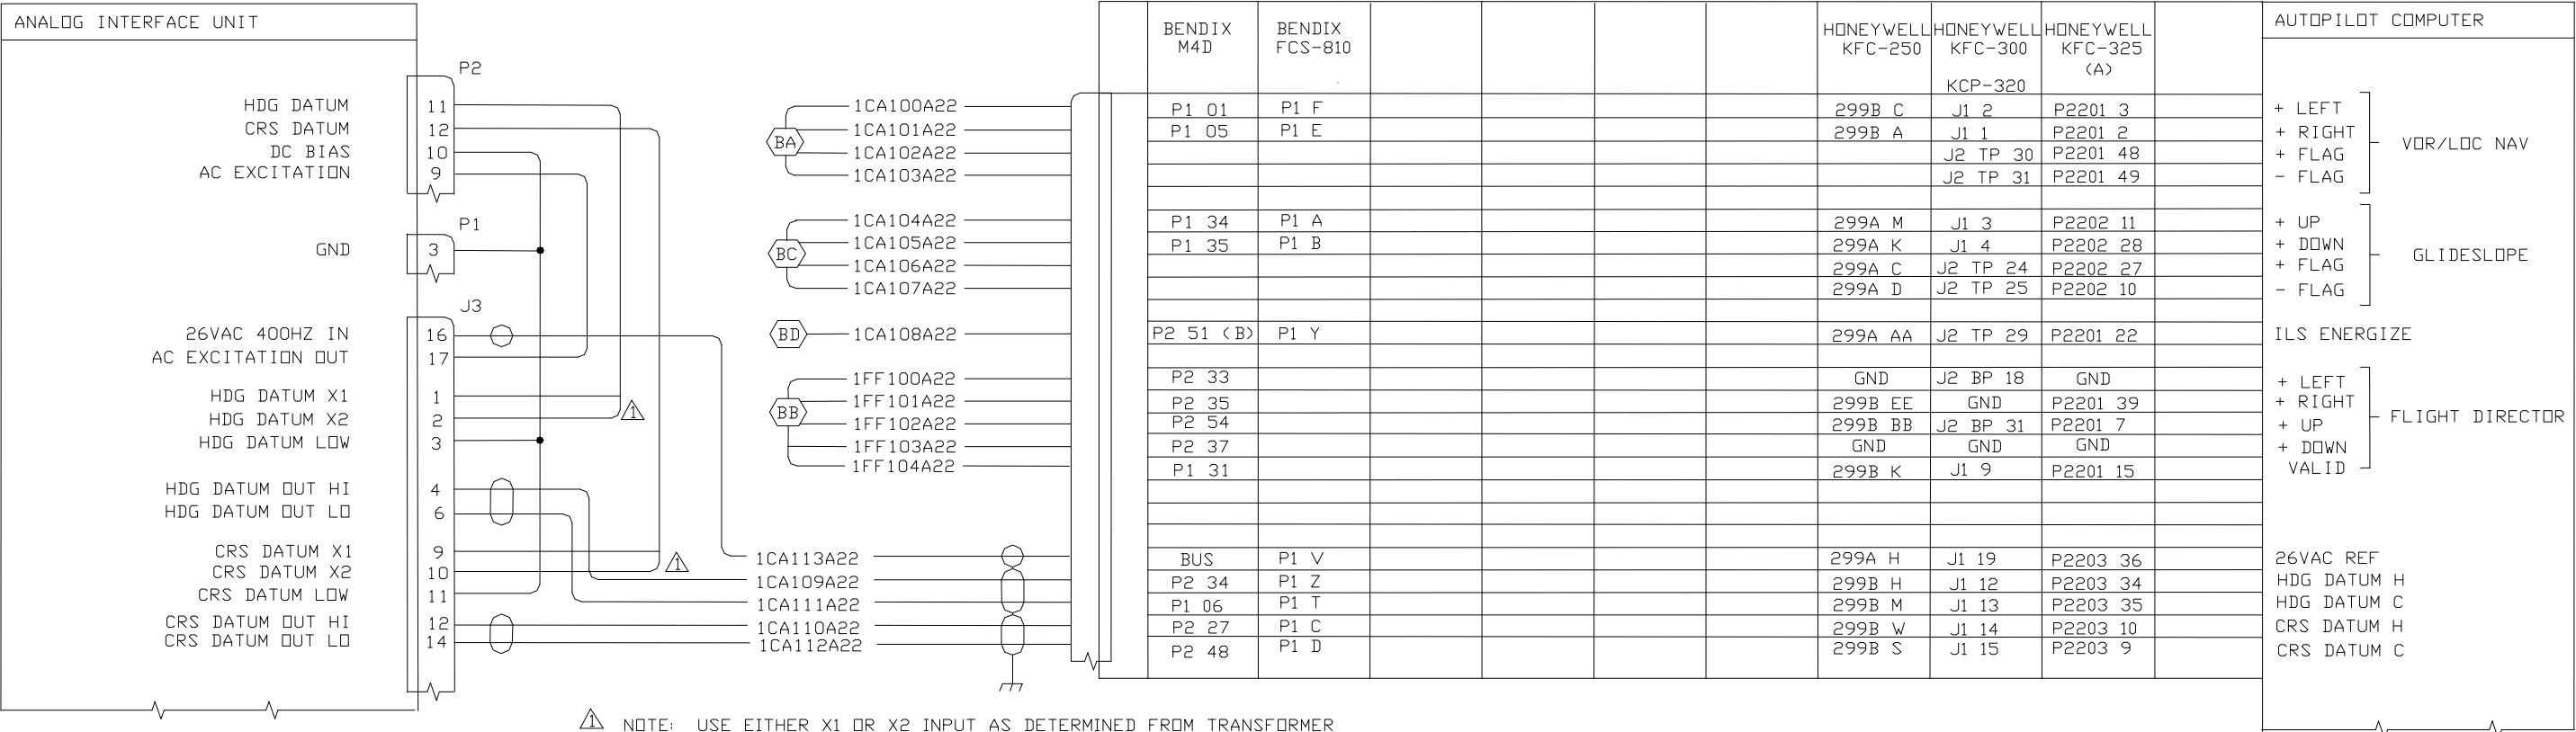 ANALOG INTERFACE UNIT
P2
HDG DATUM 11
CRS DATUM 12
DC BIAS 10
AC EXCITATION 9
P1
GND 3
J3
26VAC 400HZ IN 16
AC EXCITATION OUT 17
HDG DATUM X1 1
HDG DATUM X2 2
HDG DATUM LOW 3
1
HDG DATUM OUT HI 4
HDG DATUM OUT LO 6
CRS DATUM X1 9
CRS DATUM X2 10
CRS DATUM LOW 11
1
CRS DATUM OUT HI 12
CRS DATUM OUT LO 14
BA
1CA100A22
1CA101A22
1CA102A22
1CA103A22
BC
1CA104A22
1CA105A22
1CA106A22
1CA107A22
BD 1CA108A22
BB
1FF100A22
1FF101A22
1FF102A22
1FF103A22
1FF104A22
1CA113A22
1CA109A22
1CA111A22
1CA110A22
1CA112A22
BENDIX M4D
BENDIX FCS-810
HONEYWELL KFC-250
HONEYWELL KFC-300 KCP-320
HONEYWELL KFC-325 (A)
AUTOPILOT COMPUTER
P1 01 P1 F 299B C J1 2 P2201 3 + LEFT
P1 05 P1 E 299B A J1 1 P2201 2 + RIGHT
J2 TP 30 P2201 48 + FLAG
J2 TP 31 P2201 49 - FLAG
VOR/LOC NAV
P1 34 P1 A 299A M J1 3 P2202 11 + UP
P1 35 P1 B 299A K J1 4 P2202 28 + DOWN
299A C J2 TP 24 P2202 27 + FLAG
299A D J2 TP 25 P2202 10 - FLAG
GLIDESLOPE
P2 51 (B) P1 Y 299A AA J2 TP 29 P2201 22 ILS ENERGIZE
P2 33 GND J2 BP 18 GND + LEFT
P2 35 299B EE GND P2201 39 + RIGHT
P2 54 299B BB J2 BP 31 P2201 7 + UP
P2 37 GND GND GND + DOWN
P1 31 299B K J1 9 P2201 15 VALID
FLIGHT DIRECTOR
BUS P1 V 299A H J1 19 P2203 36 26VAC REF
P2 34 P1 Z 299B H J1 12 P2203 34 HDG DATUM H
P1 06 P1 T 299B M J1 13 P2203 35 HDG DATUM C
P2 27 P1 C 299B W J1 14 P2203 10 CRS DATUM H
P2 48 P1 D 299B S J1 15 P2203 9 CRS DATUM C
1 NOTE: USE EITHER X1 OR X2 INPUT AS DETERMINED FROM TRANSFORMER